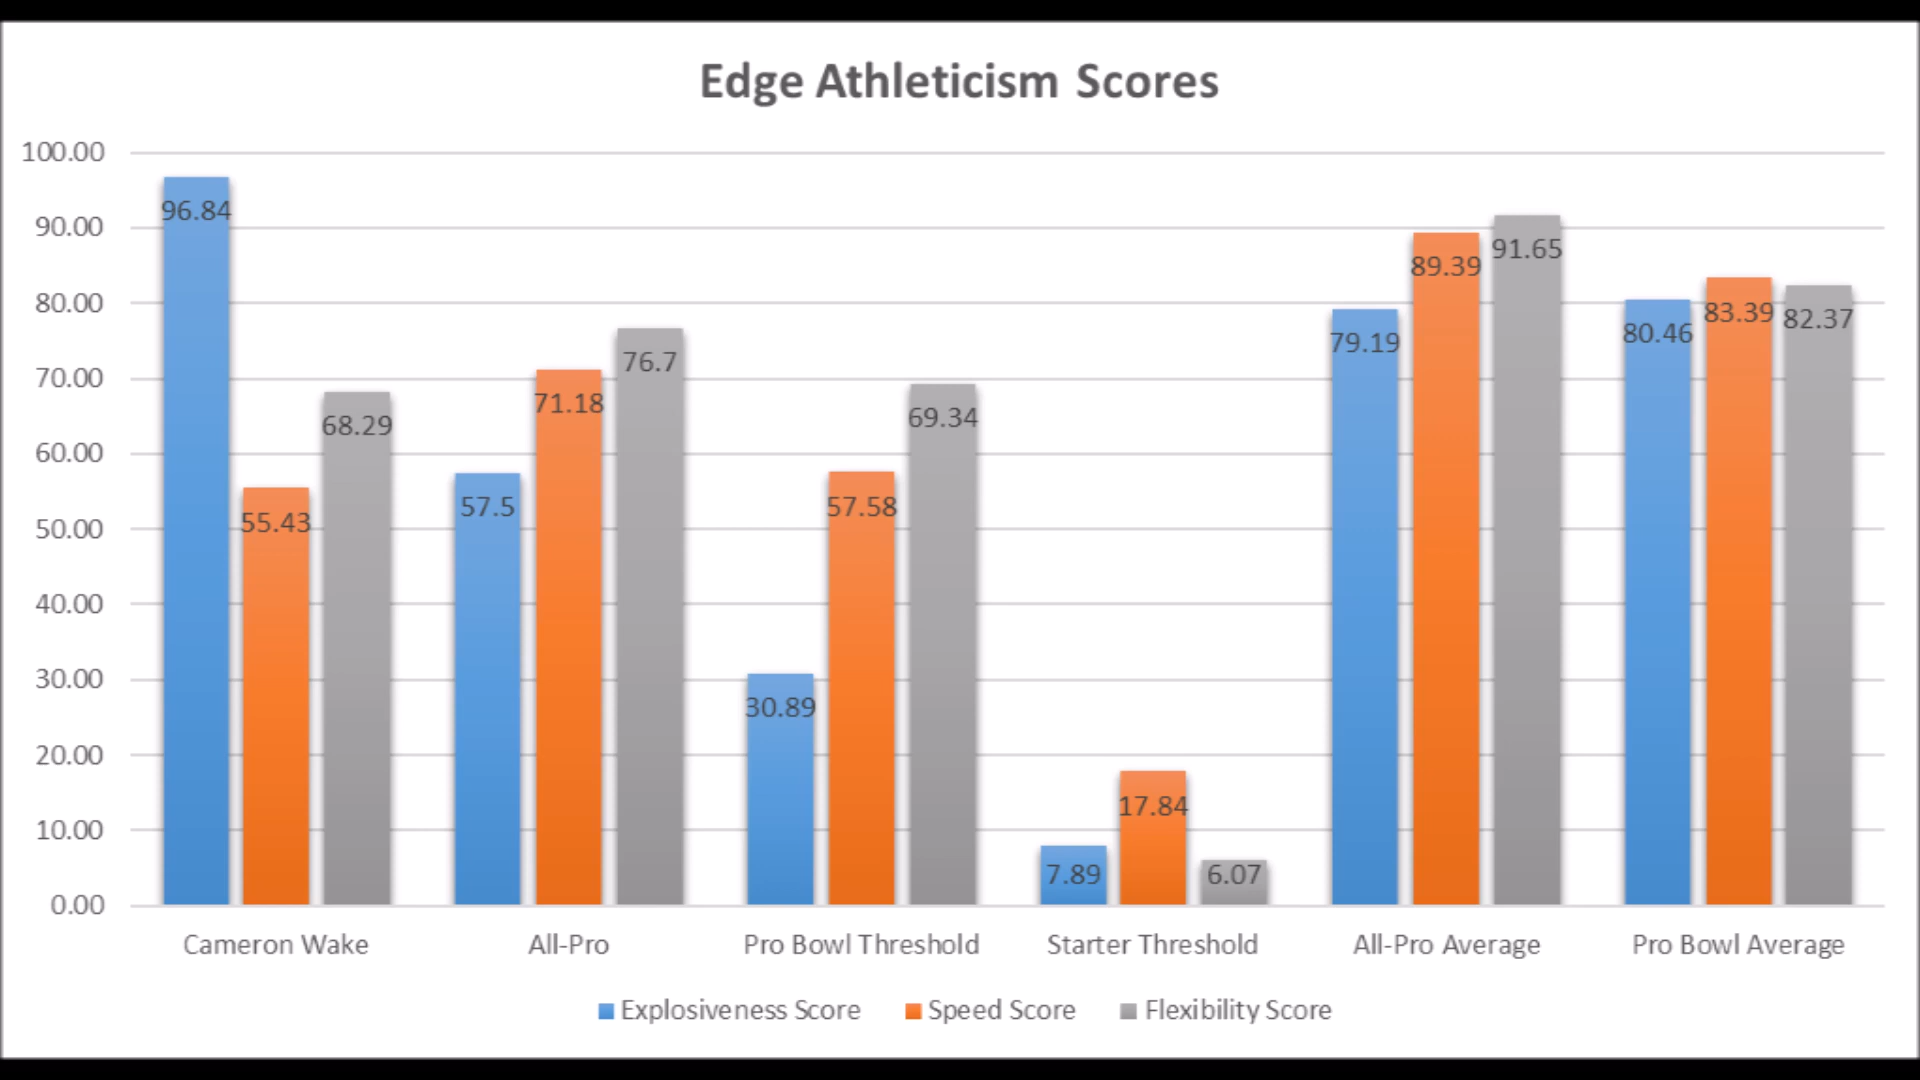 Edge Athleticism Scores
100.00
90.00
80.00
70.00
60.00
50.00
40.00
30.00
20.00
10.00
0.00
96.84
55.43
68.29
57.5
71.18
76.7
30.89
57.58
69.34
7.89
17.84
6.07
79.19
89.39
91.65
80.46
83.39
82.37
Cameron Wake
All-Pro
Pro Bowl Threshold
Starter Threshold
All-Pro Average
Pro Bowl Average
Explosiveness Score
Speed Score
Flexibility Score